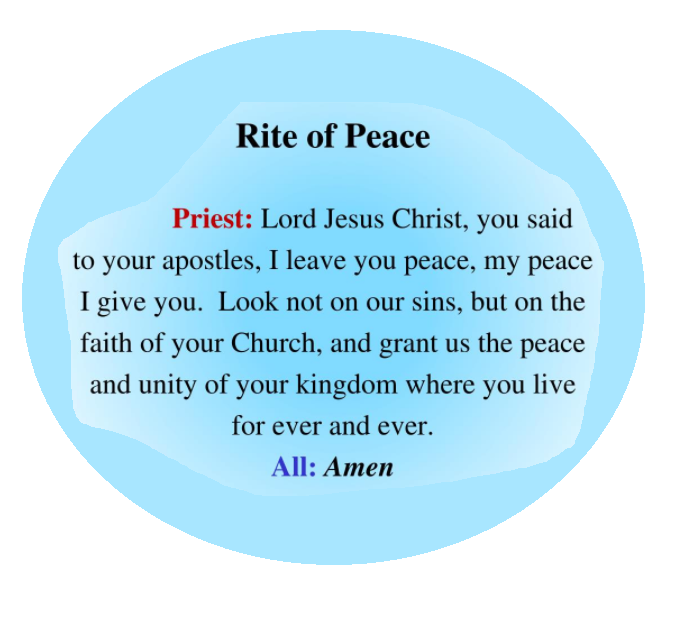 Rite of Peace
Priest: Lord Jesus Christ, you said
to your apostles, I leave you peace, my peace
I give you.  Look not on our sins, but on the
faith of your Church, and grant us the peace
and unity of your kingdom where you live
for ever and ever.
All: Amen